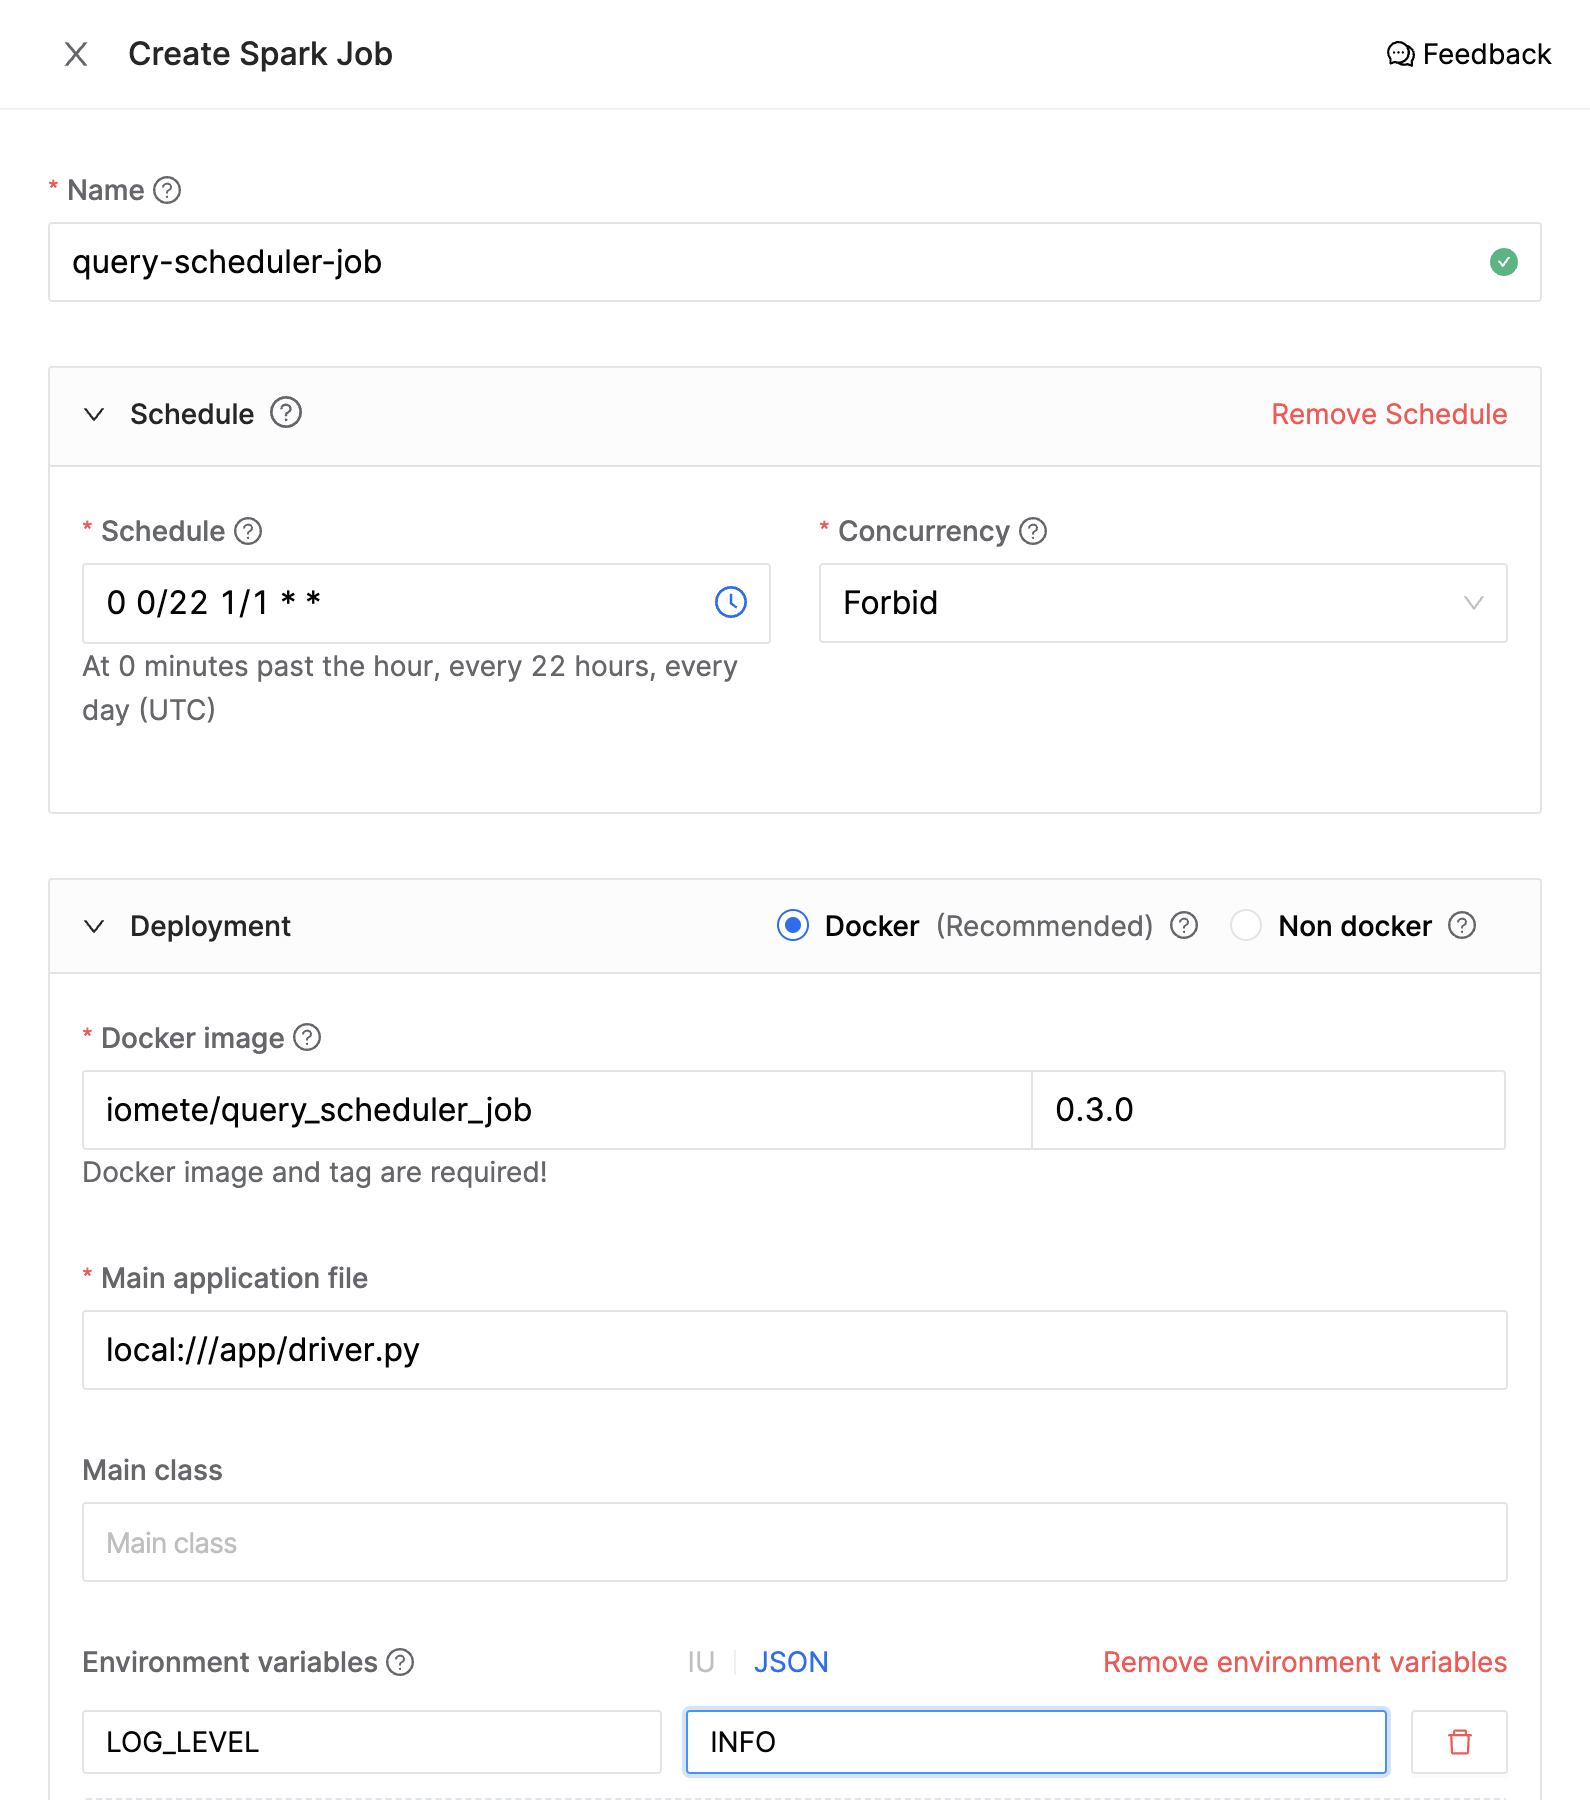 Create Spark Job
Feedback
* Name
query-scheduler-job
Schedule
Remove Schedule
* Schedule
* Concurrency
0 0/22 1/1 * *
Forbid
At 0 minutes past the hour, every 22 hours, every
day (UTC)
Deployment
Docker (Recommended)
Non docker
* Docker image
iomete/query_scheduler_job
0.3.0
Docker image and tag are required!
* Main application file
local:///app/driver.py
Main class
Main class
Environment variables
IU
JSON
Remove environment variables
LOG_LEVEL
INFO